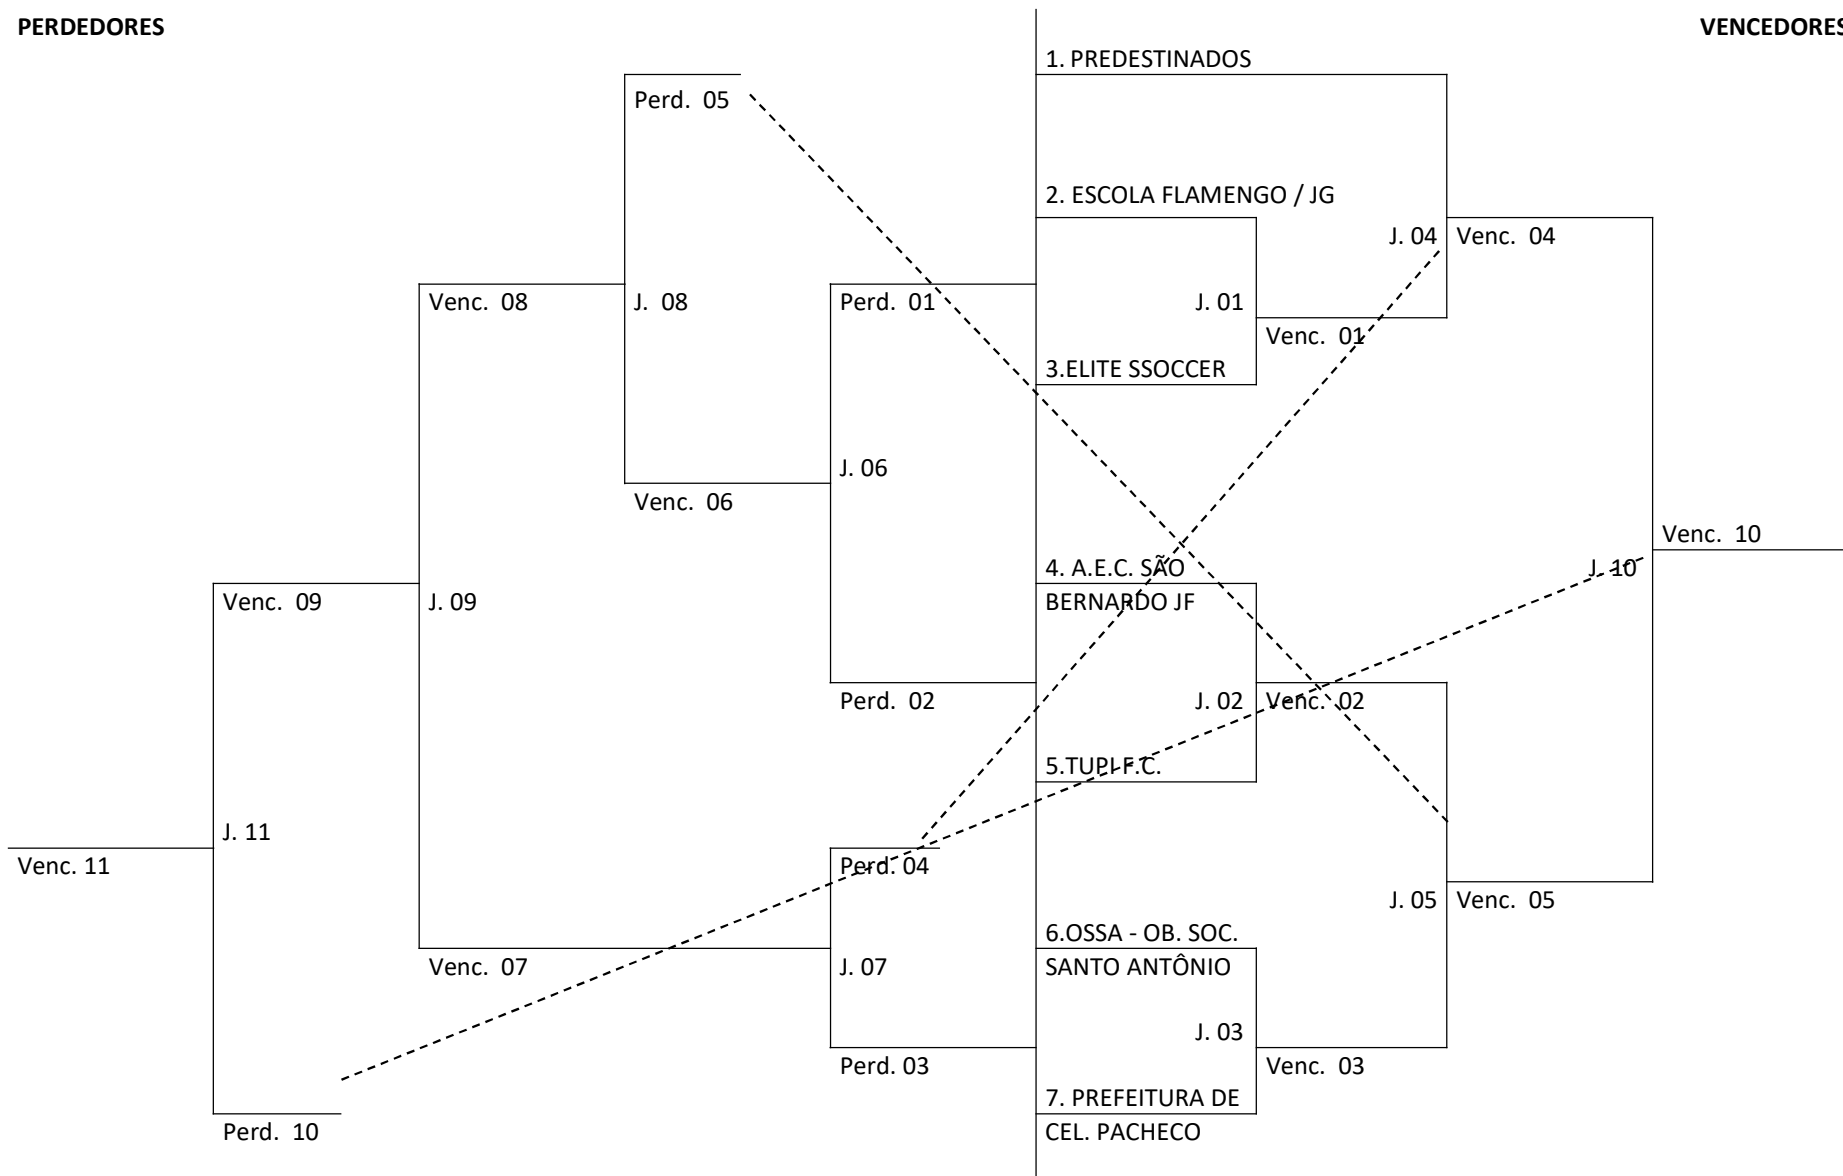 PERDEDORES
VENCEDORES
1. PREDESTINADOS
Perd. 05
2. ESCOLA FLAMENGO / JG
J. 04
Venc. 04
Venc. 08
J. 08
Perd. 01
J. 01
Venc. 01
3.ELITE SSOCCER
J. 06
Venc. 06
Venc. 10
4. A.E.C. SÃO
BERNARDO JF
J. 10
Venc. 09
J. 09
Perd. 02
J. 02
Venc. 02
5.TUPI F.C.
J. 11
Venc. 11
Perd. 04
J. 05
Venc. 05
6.OSSA - OB. SOC.
SANTO ANTÔNIO
Venc. 07
J. 07
J. 03
Perd. 03
Venc. 03
7. PREFEITURA DE
CEL. PACHECO
Perd. 10